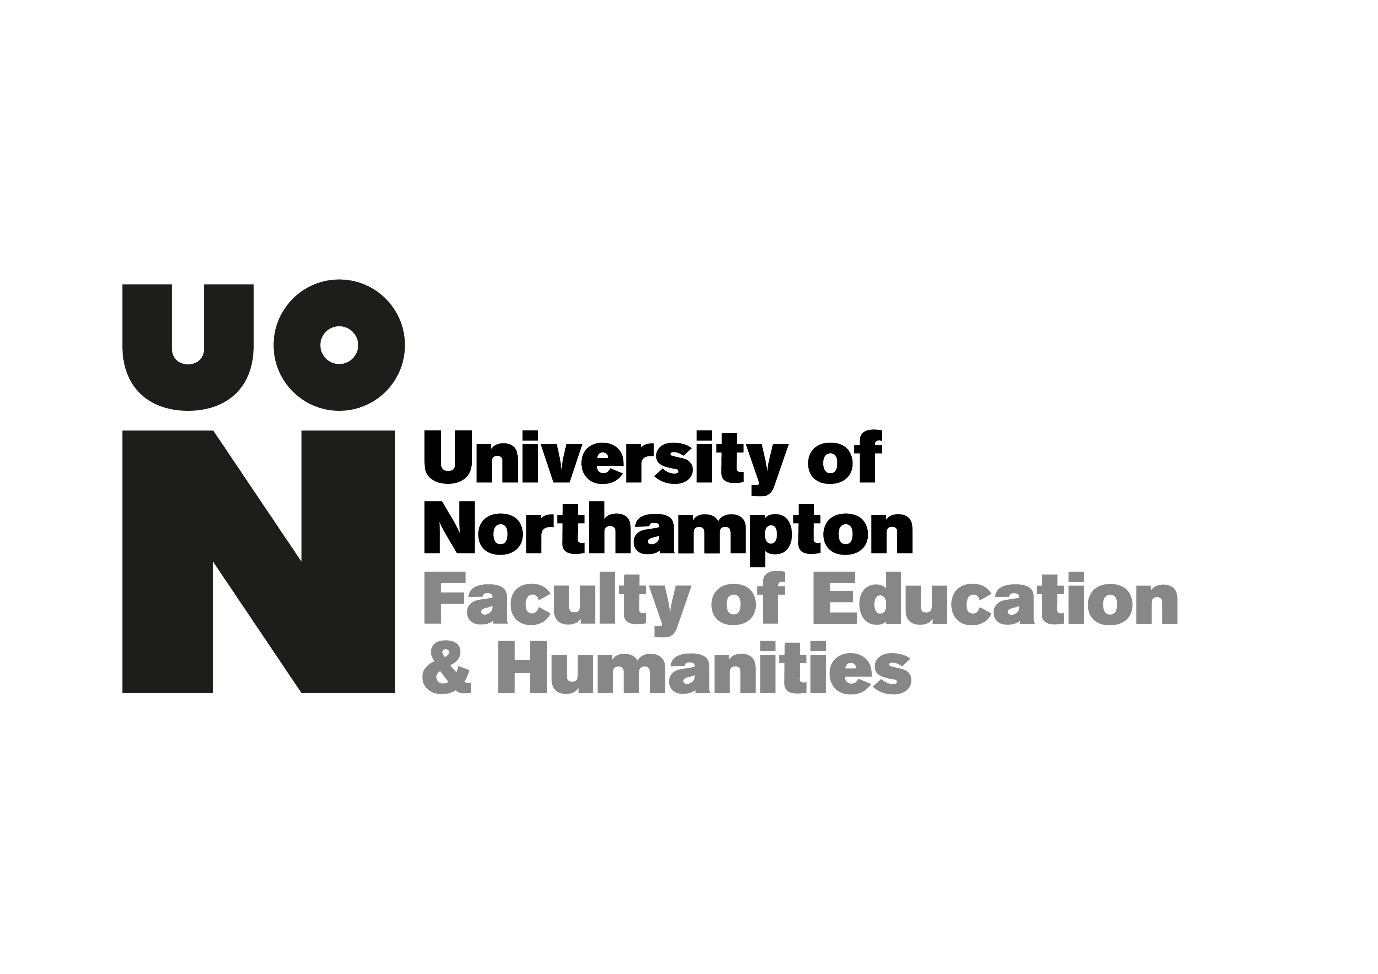 UO
N
University of
Northampton
Faculty of Education
& Humanities